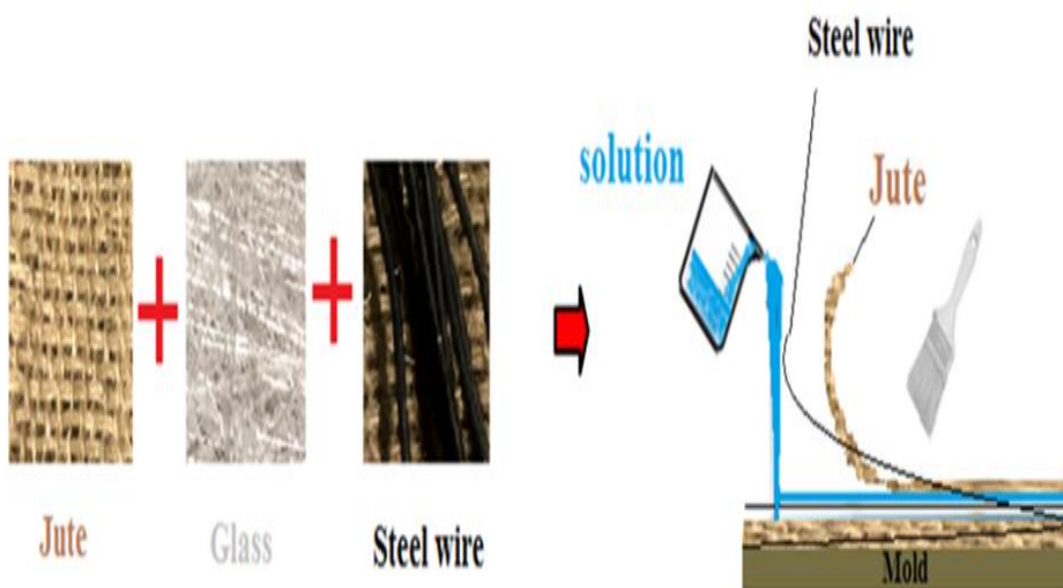 Steel wire
solution
Jute
Jute
Glass
Steel wire
Mold